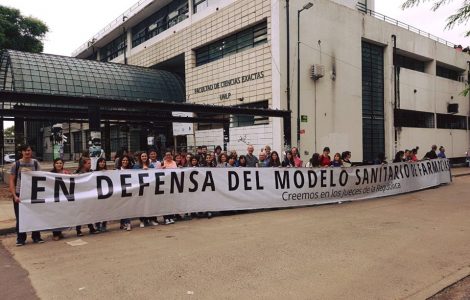 FACULTAD DE CIENCIAS EXACTAS
UNLP
EN DEFENSA DEL MODELO SANITARIO DE FARMACIA
Creemos en los Jueces de la República.